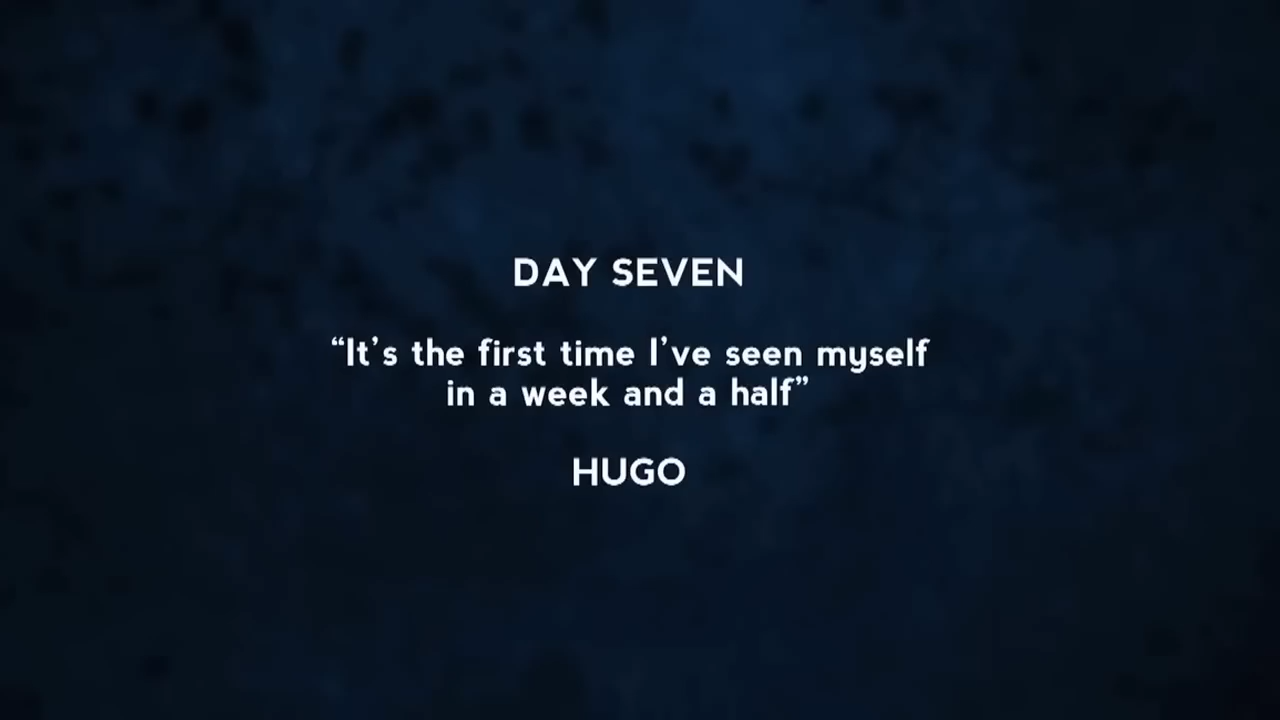 DAY SEVEN
“It’s the first time I’ve seen myself
in a week and a half”
HUGO